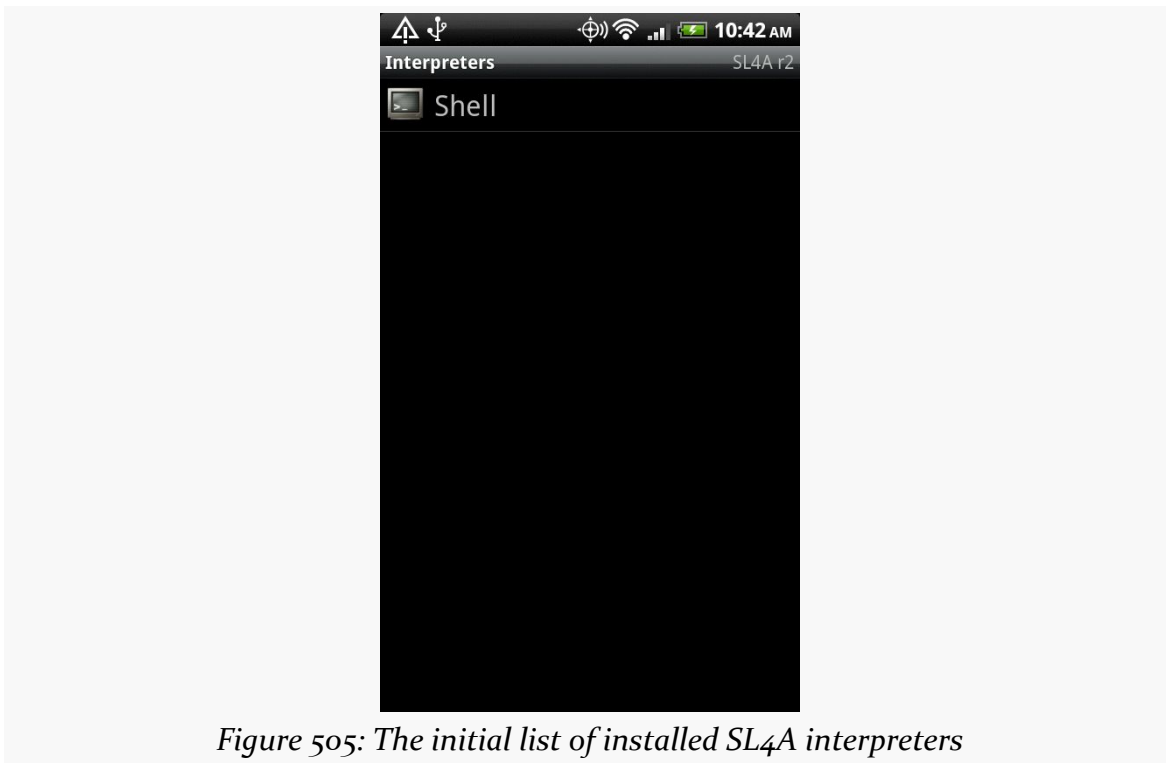 10:42 AM
Interpreters SL4A r2
Shell
Figure 505: The initial list of installed SL4A interpreters